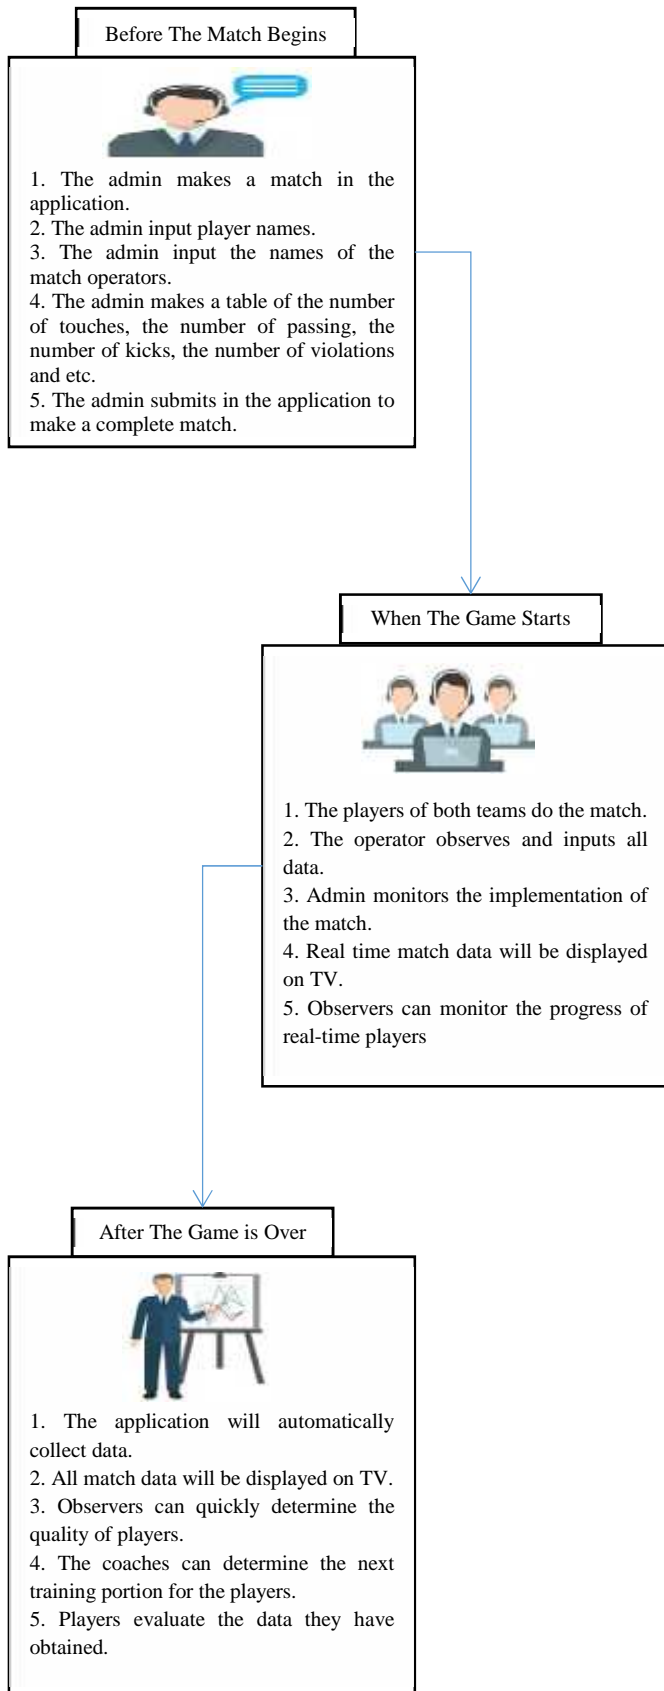 Before The Match Begins
1. The admin makes a match in the
application.
2. The admin input player names.
3. The admin input the names of the
match operators.
4. The admin makes a table of the number
of touches, the number of passing, the
number of kicks, the number of violations
and etc.
5. The admin submits in the application to
make a complete match.
When The Game Starts
1. The players of both teams do the match.
2. The operator observes and inputs all
data.
3. Admin monitors the implementation of
the match.
4. Real time match data will be displayed
on TV.
5. Observers can monitor the progress of
real-time players
After The Game is Over
1. The application will automatically
collect data.
2. All match data will be displayed on TV.
3. Observers can quickly determine the
quality of players.
4. The coaches can determine the next
training portion for the players.
5. Players evaluate the data they have
obtained.